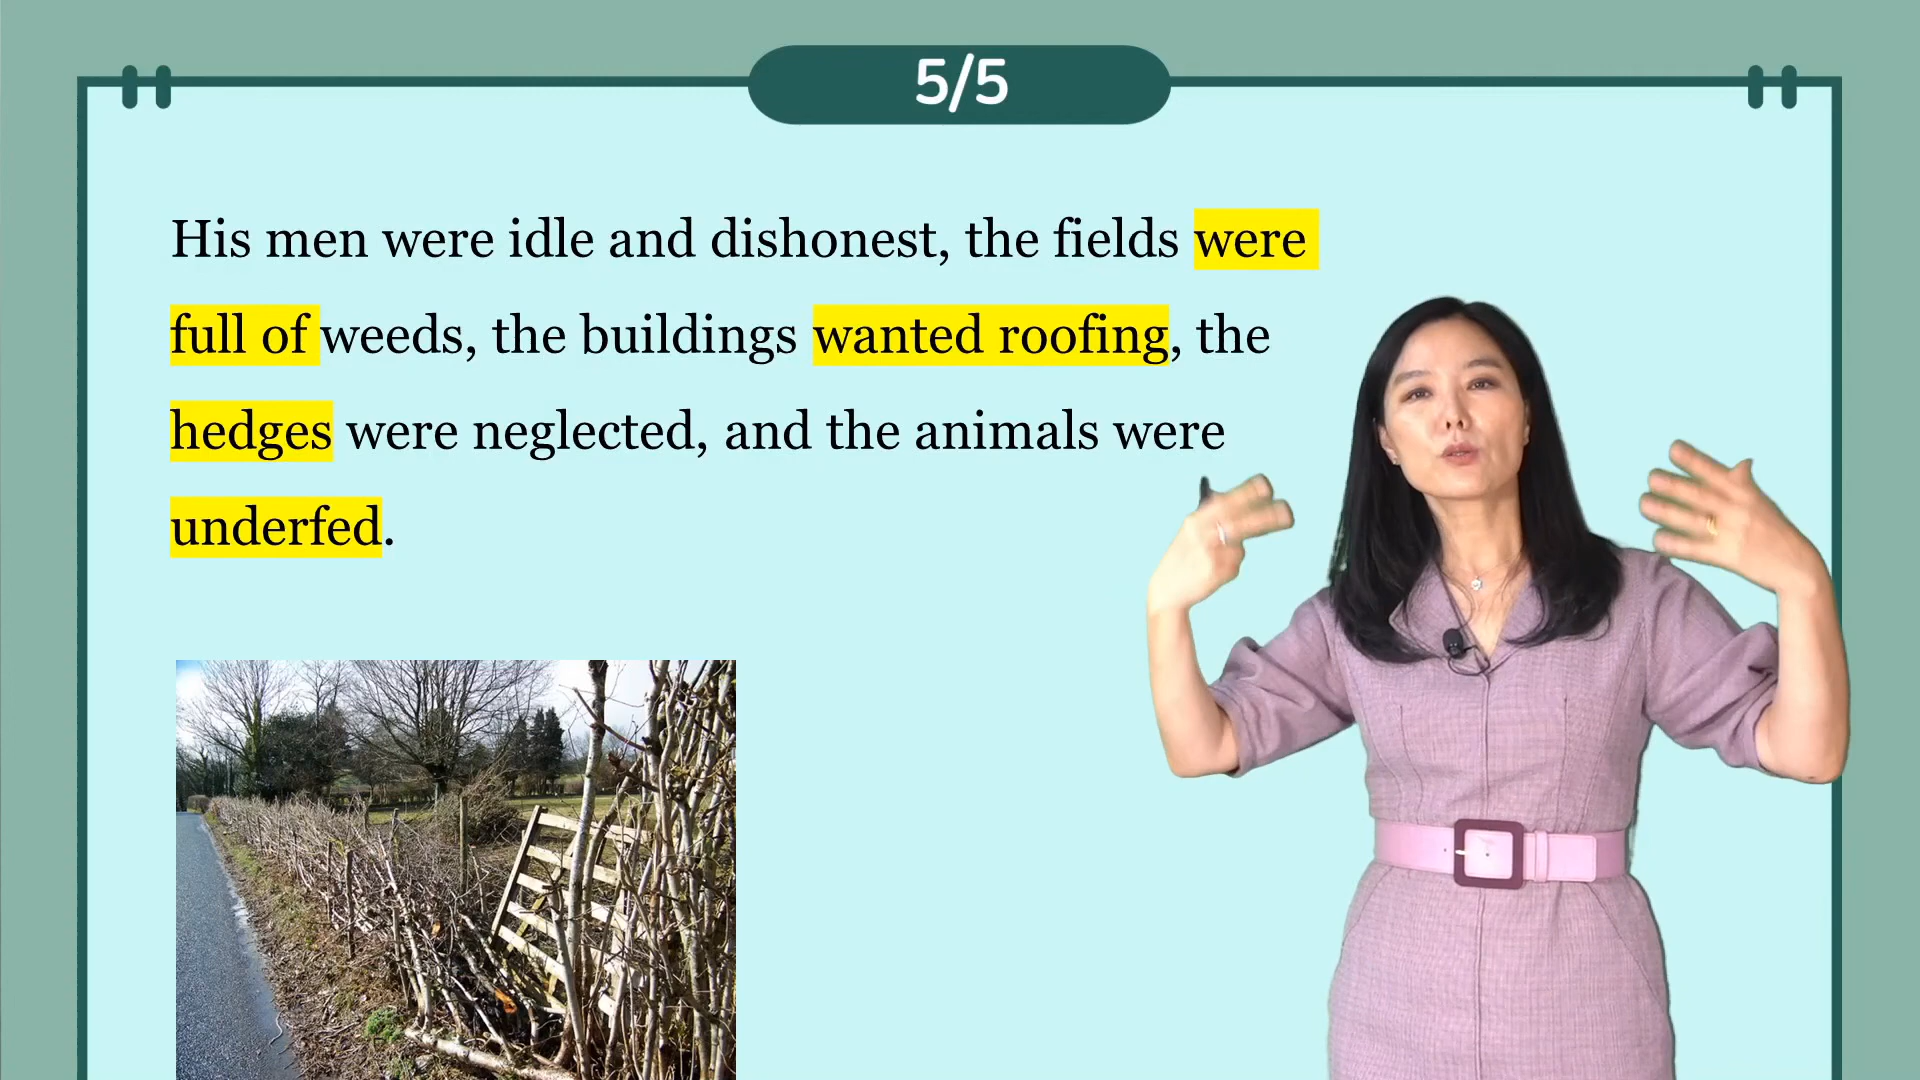 5/5
His men were idle and dishonest, the fields were
full of weeds, the buildings wanted roofing, the
hedges were neglected, and the animals were
underfed.